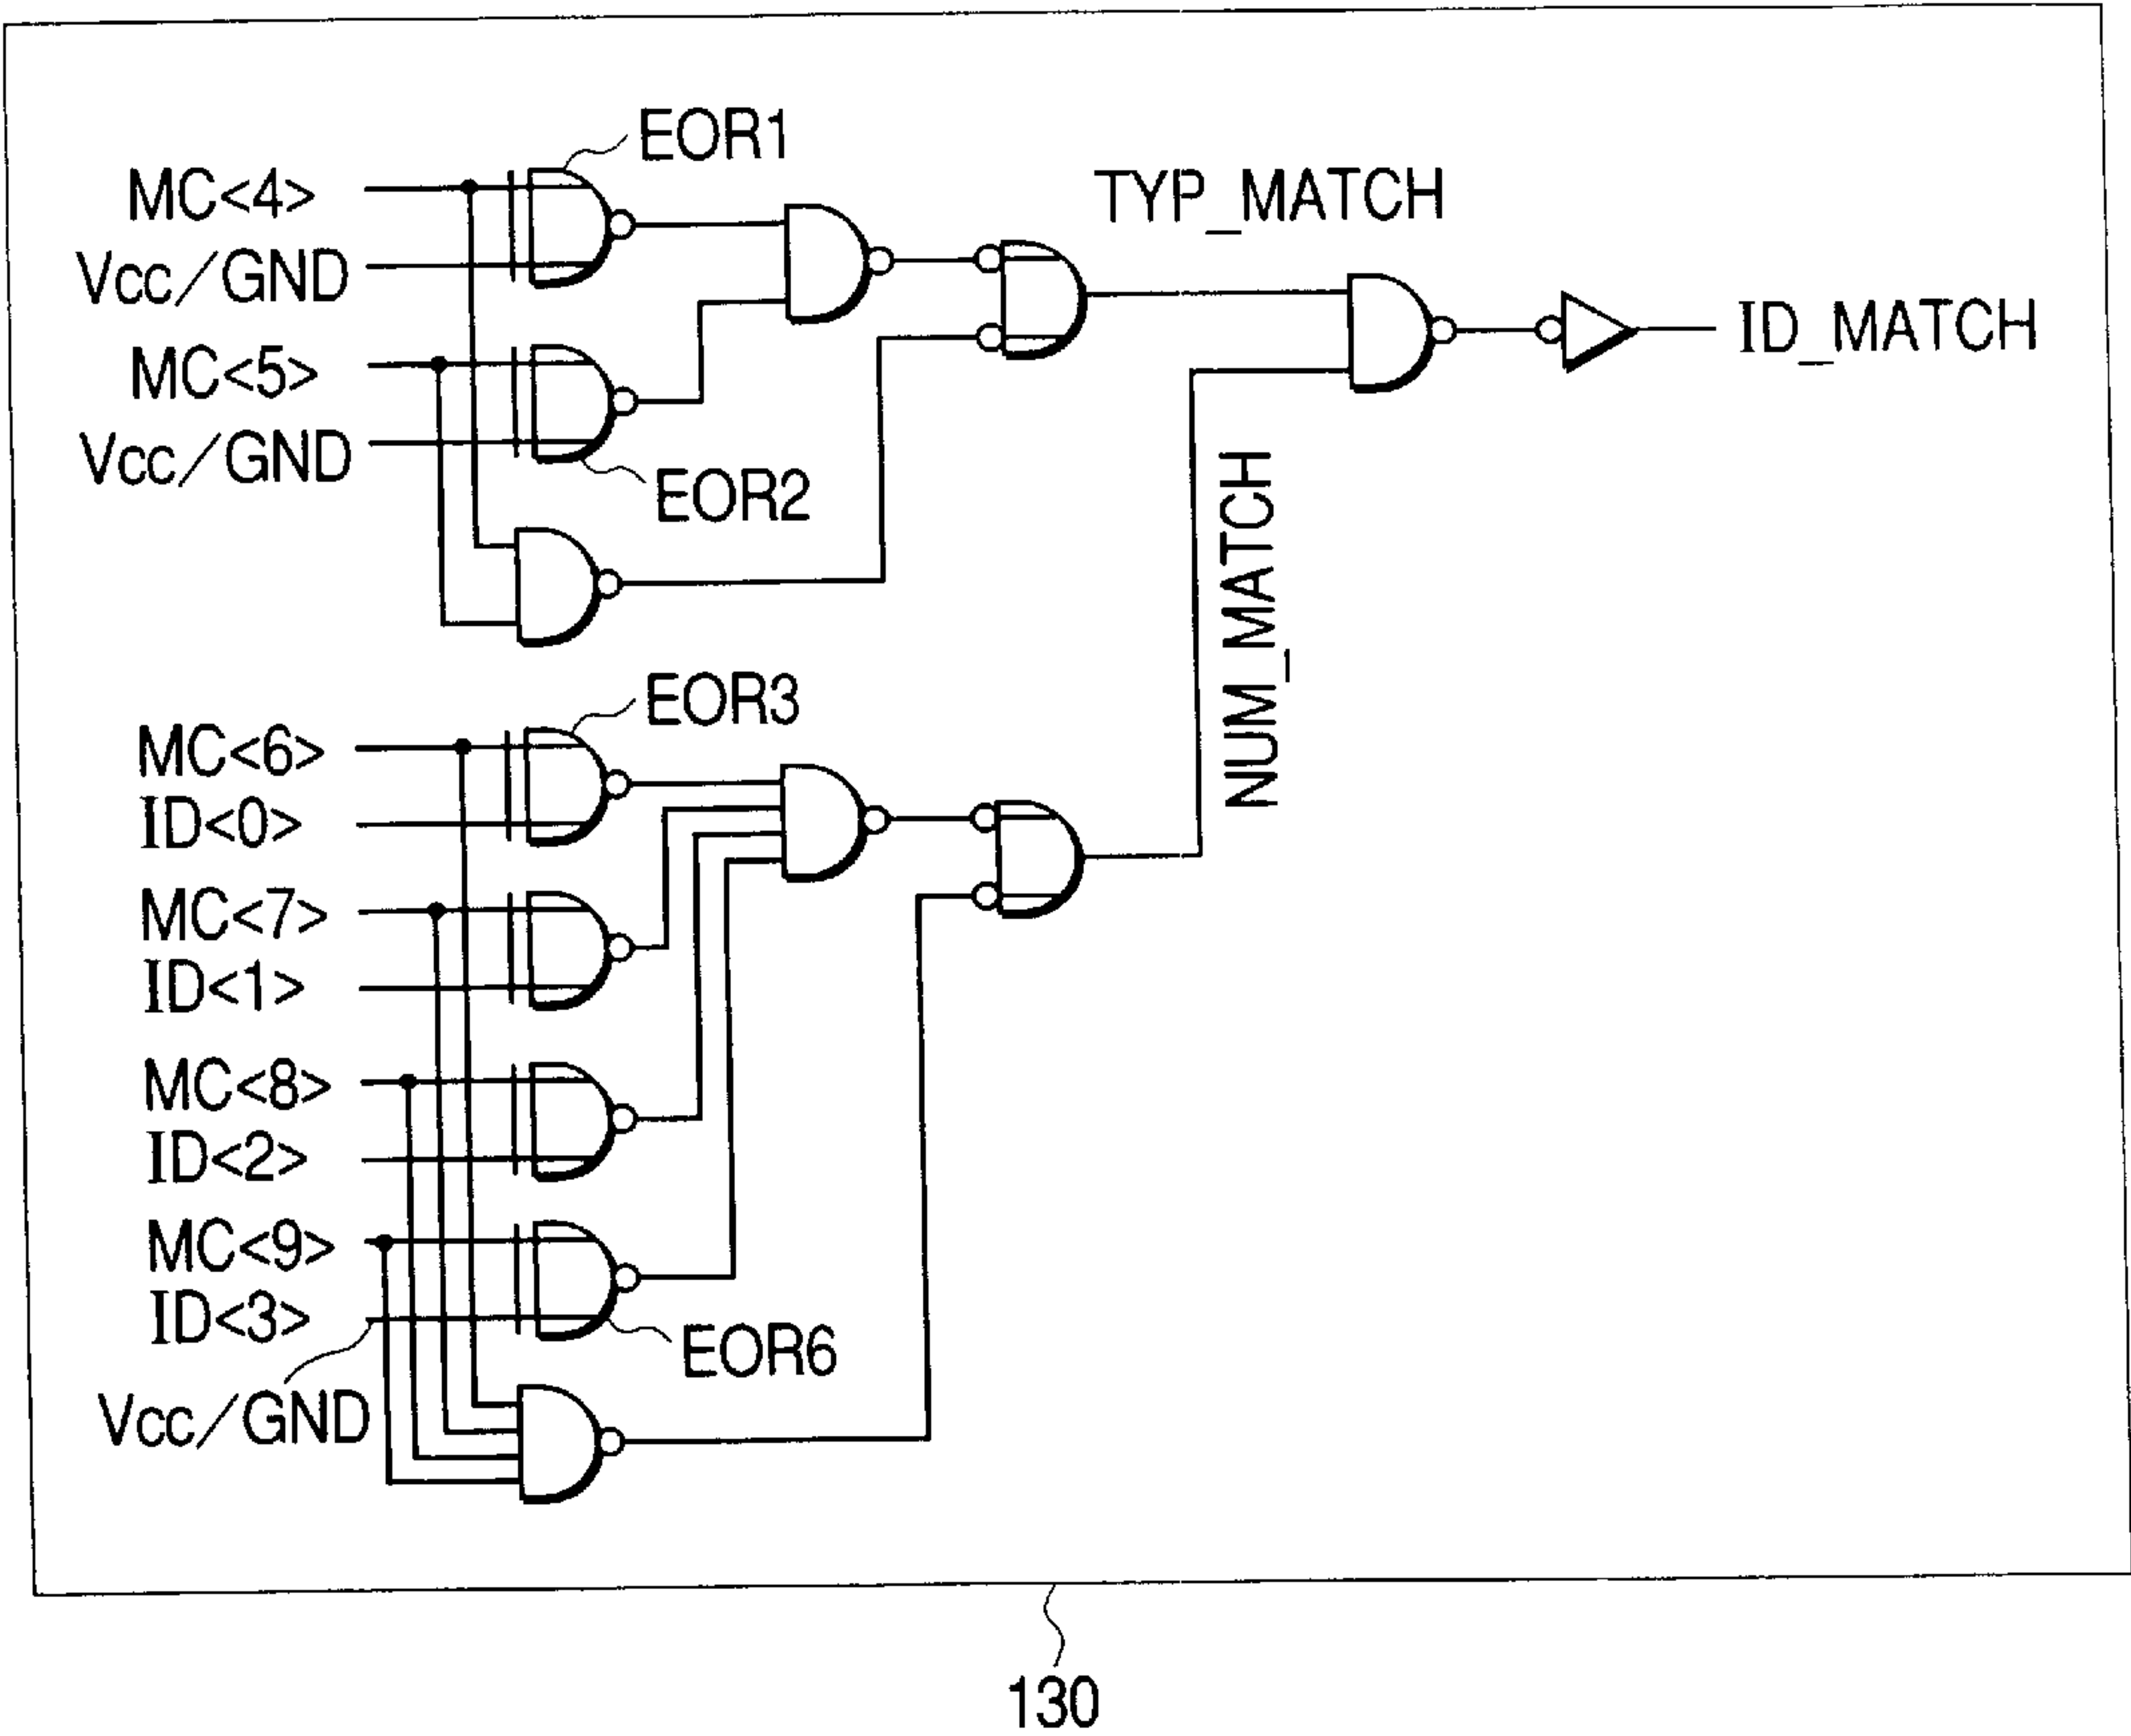 EOR1
MC<4>
TYP_MATCH
Vcc/GND
ID_MATCH
MC<5>
Vcc/GND
EOR2
NUM_MATCH
EOR3
MC<6>
ID<0>
MC<7>
ID<1>
MC<8>
ID<2>
MC<9>
ID<3>
EOR6
Vcc/GND
130